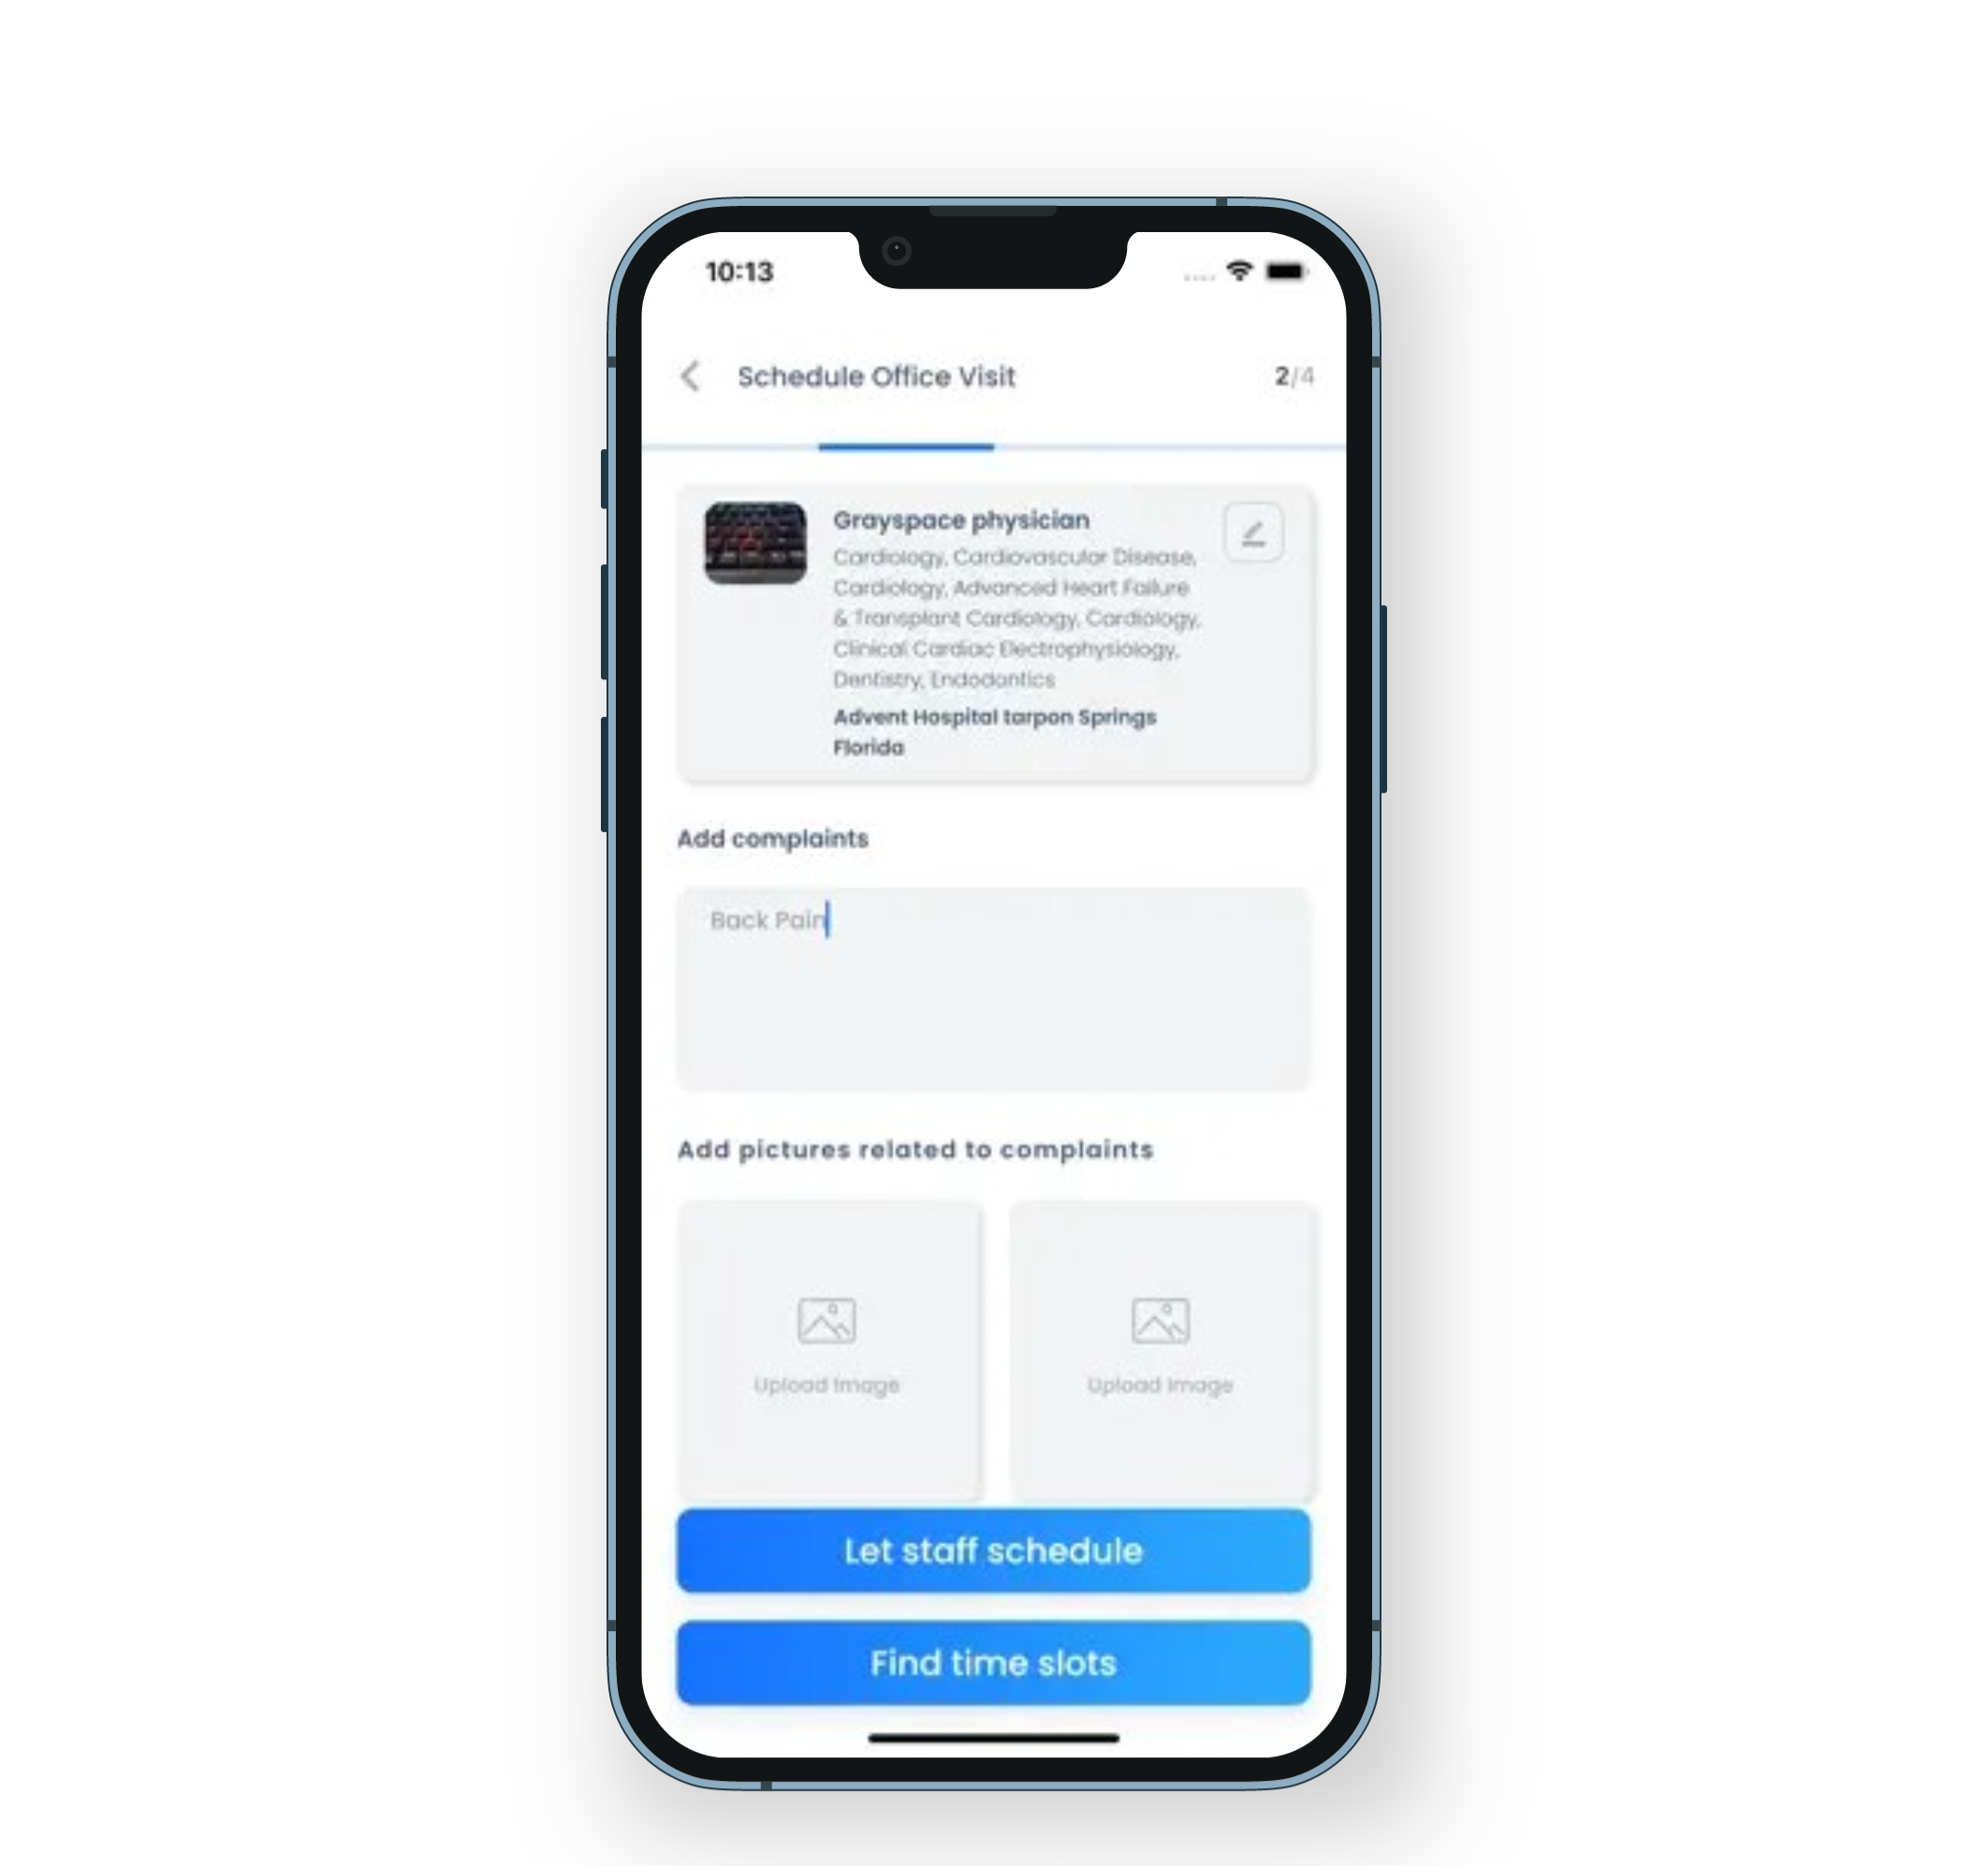 10:13
Schedule Office Visit
2/4
Grayspace physician
Cardiology, Cardiovascular Disease,
Cardiology, Advanced Heart Failure
& Transplant Cardiology, Cardiology,
Clinical Cardiac Electrophysiology,
Dentistry, Endodontics
Advent Hospital tarpon Springs
Florida
Add complaints
Back Pain
Add pictures related to complaints
Upload Image
Upload Image
Let staff schedule
Find time slots